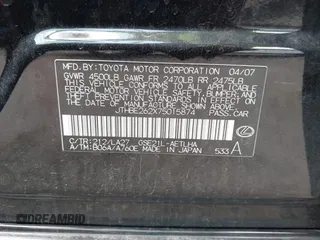 MFD.BY:TOYOTA MOTOR CORPORATION 04/07
GVWR 4500LB, GAWR FR 2470LB RR 2475LB
THIS VEHICLE CONFORMS TO ALL APPLICABLE
FEDERAL MOTOR VEHICLE SAFETY, BUMPER, AND
THEFT PREVENTION STANDARDS IN EFFECT ON
THE DATE OF MANUFACTURE SHOWN ABOVE.
JTHBE262X75015874 PASS.CAR
C/TR:212/LA27 GSE21L-AETLHA
A/TM:B06A/A760E MADE IN JAPAN 533 A
DREAMBID